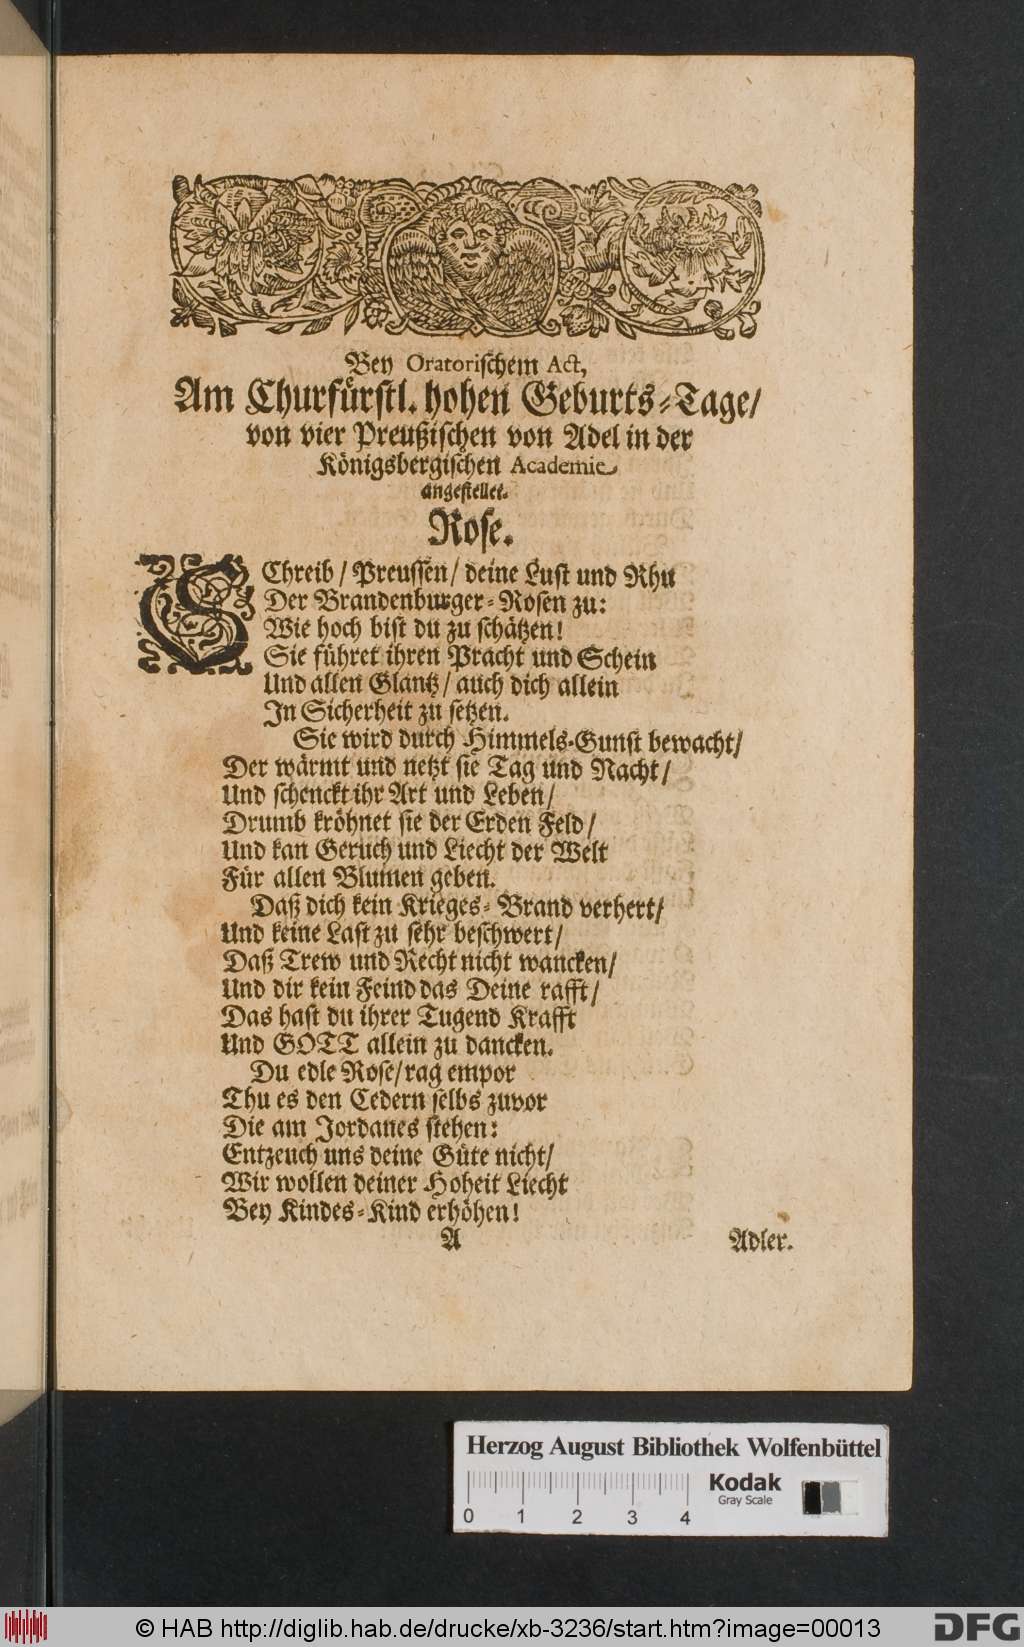 Bey Oratorischem Act,
Am Churfürstl. hohen Geburts-Tage/
von vier Preußischen von Adel in der
Königsbergischen Academie
angestellet.
Rose.
SChreib / Preussen / deine Lust und Rhu
Der Brandenburger-Rosen zu:
Wie hoch bist du zu schätzen!
Sie führet ihren Pracht und Schein
Und allen Glantz / auch dich allein
In Sicherheit zu setzen.
Sie wird durch Himmels-Gunst bewacht/
Der wärmt und netzt sie Tag und Nacht/
Und schenckt ihr Art und Leben/
Drumb kröhnet sie der Erden Feld/
Und kan Geruch und Liecht der Welt
Für allen Blumen geben.
Daß dich kein Krieges-Brand verhert/
Und keine Last zu sehr beschwert/
Daß Trew und Recht nicht wancken/
Und dir kein Feind das Deine rafft/
Das hast du ihrer Tugend Krafft
Und GOTT allein zu dancken.
Du edle Rose/ rag empor
Thu es den Cedern selbs zuvor
Die am Jordanes stehen:
Entzeuch uns deine Güte nicht/
Wir wollen deiner Hoheit Liecht
Bey Kindes-Kind erhöhen!
A Adler.
Herzog August Bibliothek Wolfenbüttel
Kodak
Gray Scale
0 1 2 3 4
© HAB http://diglib.hab.de/drucke/xb-3236/start.htm?image=00013
DFG